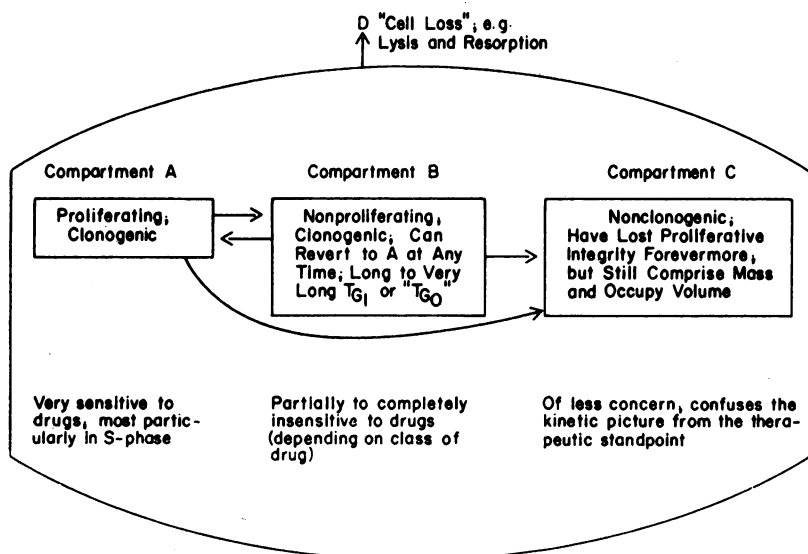 D "Cell Loss"; e.g.
Lysis and Resorption
Compartment A
Compartment B
Compartment C
Proliferating;
Clonogenic
Nonproliferating,
Clonogenic; Can
Revert to A at Any
Time; Long to Very
Long TG1 or "TGO"
Nonclonogenic;
Have Lost Proliferative
Integrity Forevermore,
but Still Comprise Mass
and Occupy Volume
Very sensitive to
drugs, most partic-
ularly in S-phase
Partially to completely
insensitive to drugs
(depending on class of
drug)
Of less concern, confuses the
kinetic picture from the thera-
peutic standpoint